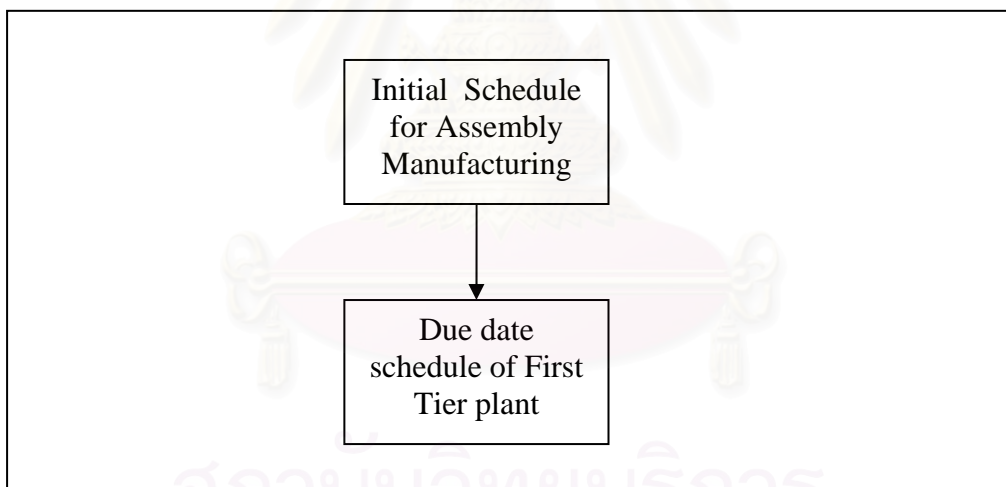 Initial Schedule
for Assembly
Manufacturing
Due date
schedule of First
Tier plant